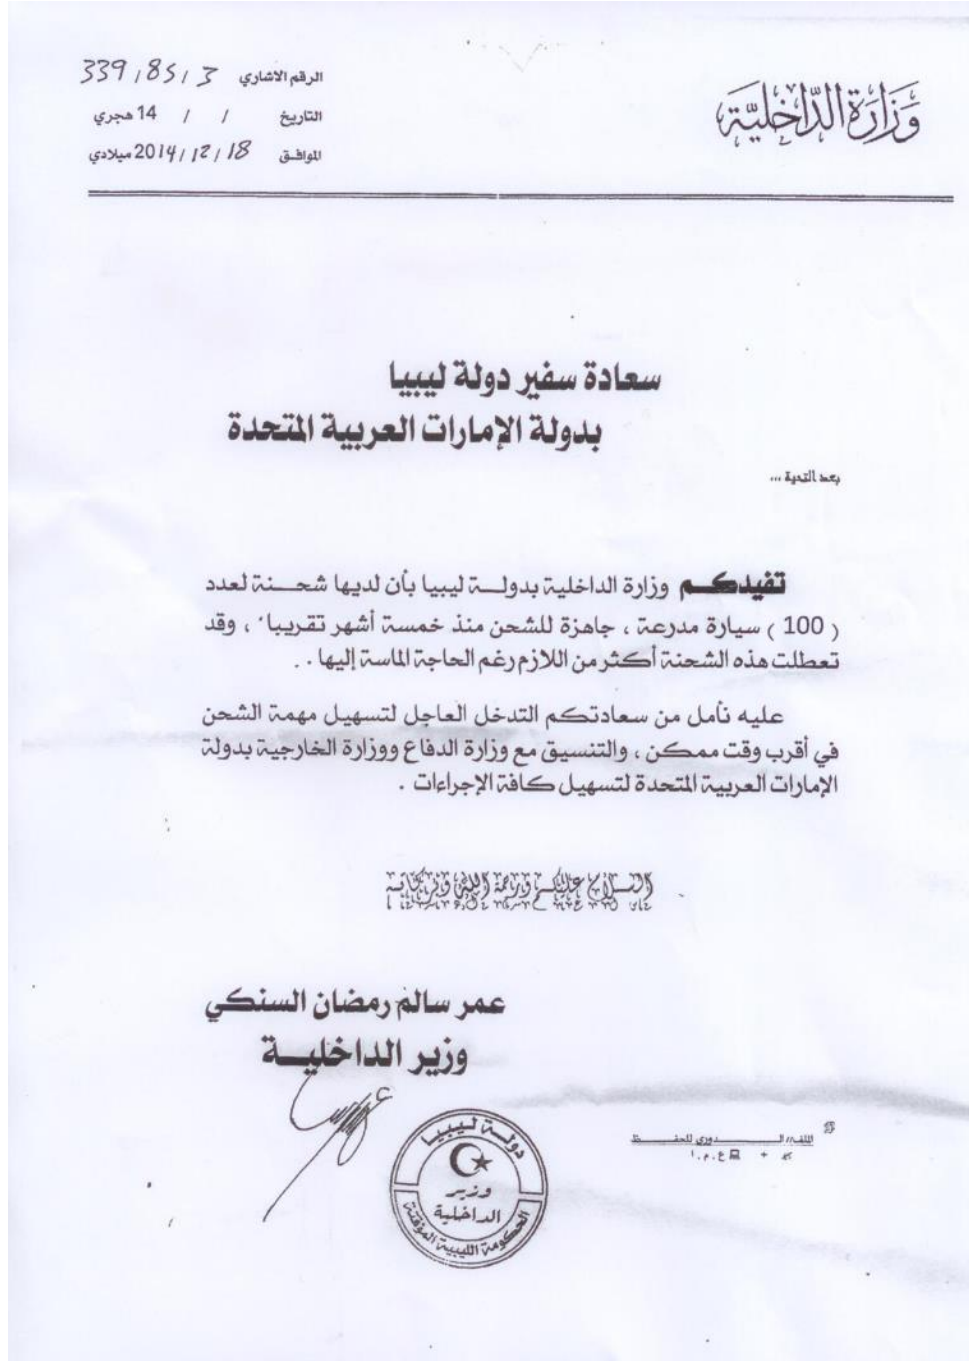 وزارة الداخلية
الرقم الاشاري 339 / 85 / 3
التاريخ / / 14 هجري
الموافق 2014 / 12 / 18 ميلادي
سعادة سفير دولة ليبيا
بدولة الإمارات العربية المتحدة
بعد التحية ...
تفيدكم وزارة الداخلية بدولة ليبيا بأن لديها شحنة لعدد
( 100 ) سيارة مدرعة ، جاهزة للشحن منذ خمسة أشهر تقريبا ، وقد
تعطلت هذه الشحنة أكثر من اللازم رغم الحاجة الماسة إليها . .
عليه نأمل من سعادتكم التدخل العاجل لتسهيل مهمة الشحن
في أقرب وقت ممكن ، والتنسيق مع وزارة الدفاع ووزارة الخارجية بدولة
الإمارات العربية المتحدة لتسهيل كافة الإجراءات .
السلام عليكم ورحمة الله وبركاته
عمر سالم رمضان السنكي
وزير الداخلية
دولة ليبيا
وزير
الداخلية
الحكومة الليبية المؤقتة
الملف الدوري للحفظ
ع . م . ا